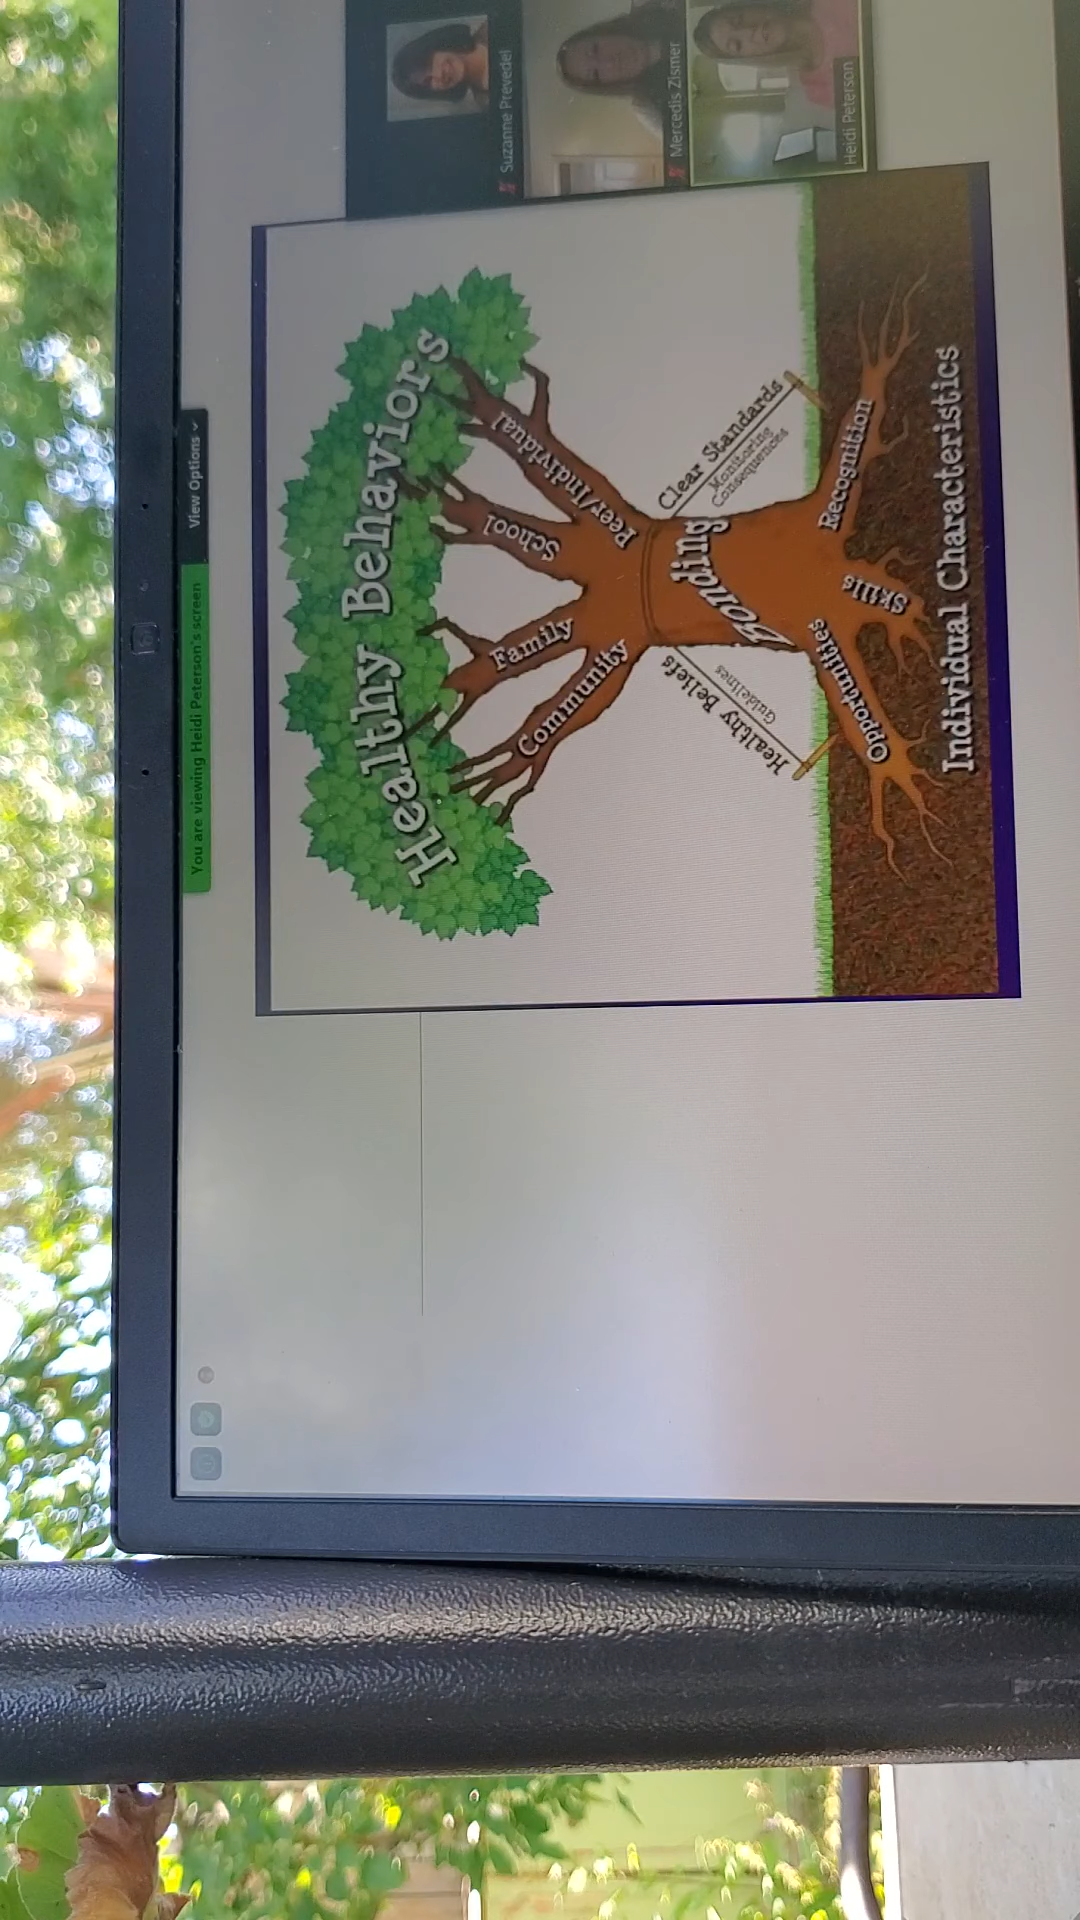 You are viewing Heidi Peterson's screen
View Options
Suzanne Prevedel
Mercedis Zismer
Heidi Peterson
Healthy Behaviors
Community
Family
School
Peer/Individual
Bonding
Healthy Beliefs
Guidelines
Clear Standards
Monitoring
Consequences
Opportunities
Skills
Recognition
Individual Characteristics